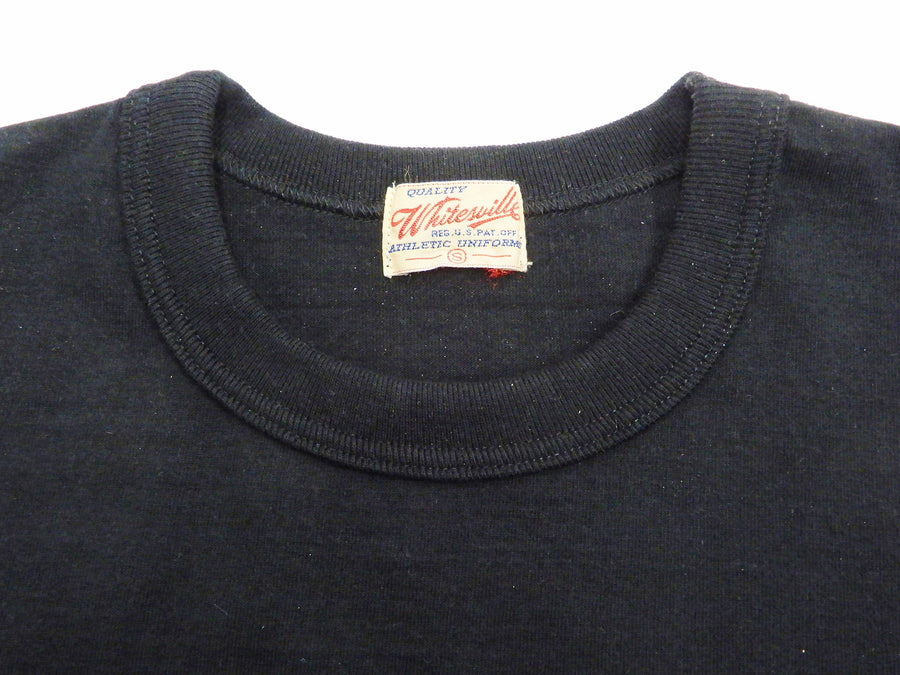 QUALITY
Whitesville
REG.U.S.PAT.OFF
ATHLETIC UNIFORMS
S